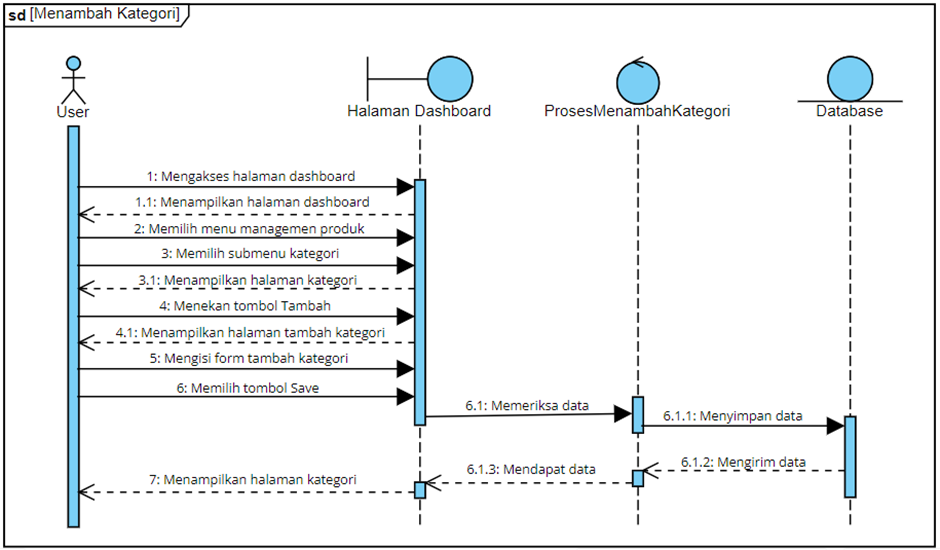 sd [Menambah Kategori]
User
Halaman Dashboard
ProsesMenambahKategori
Database
1: Mengakses halaman dashboard
1.1: Menampilkan halaman dashboard
2: Memilih menu managemen produk
3: Memilih submenu kategori
3.1: Menampilkan halaman kategori
4: Menekan tombol Tambah
4.1: Menampilkan halaman tambah kategori
5: Mengisi form tambah kategori
6: Memilih tombol Save
6.1: Memeriksa data
6.1.1: Menyimpan data
6.1.2: Mengirim data
6.1.3: Mendapat data
7: Menampilkan halaman kategori